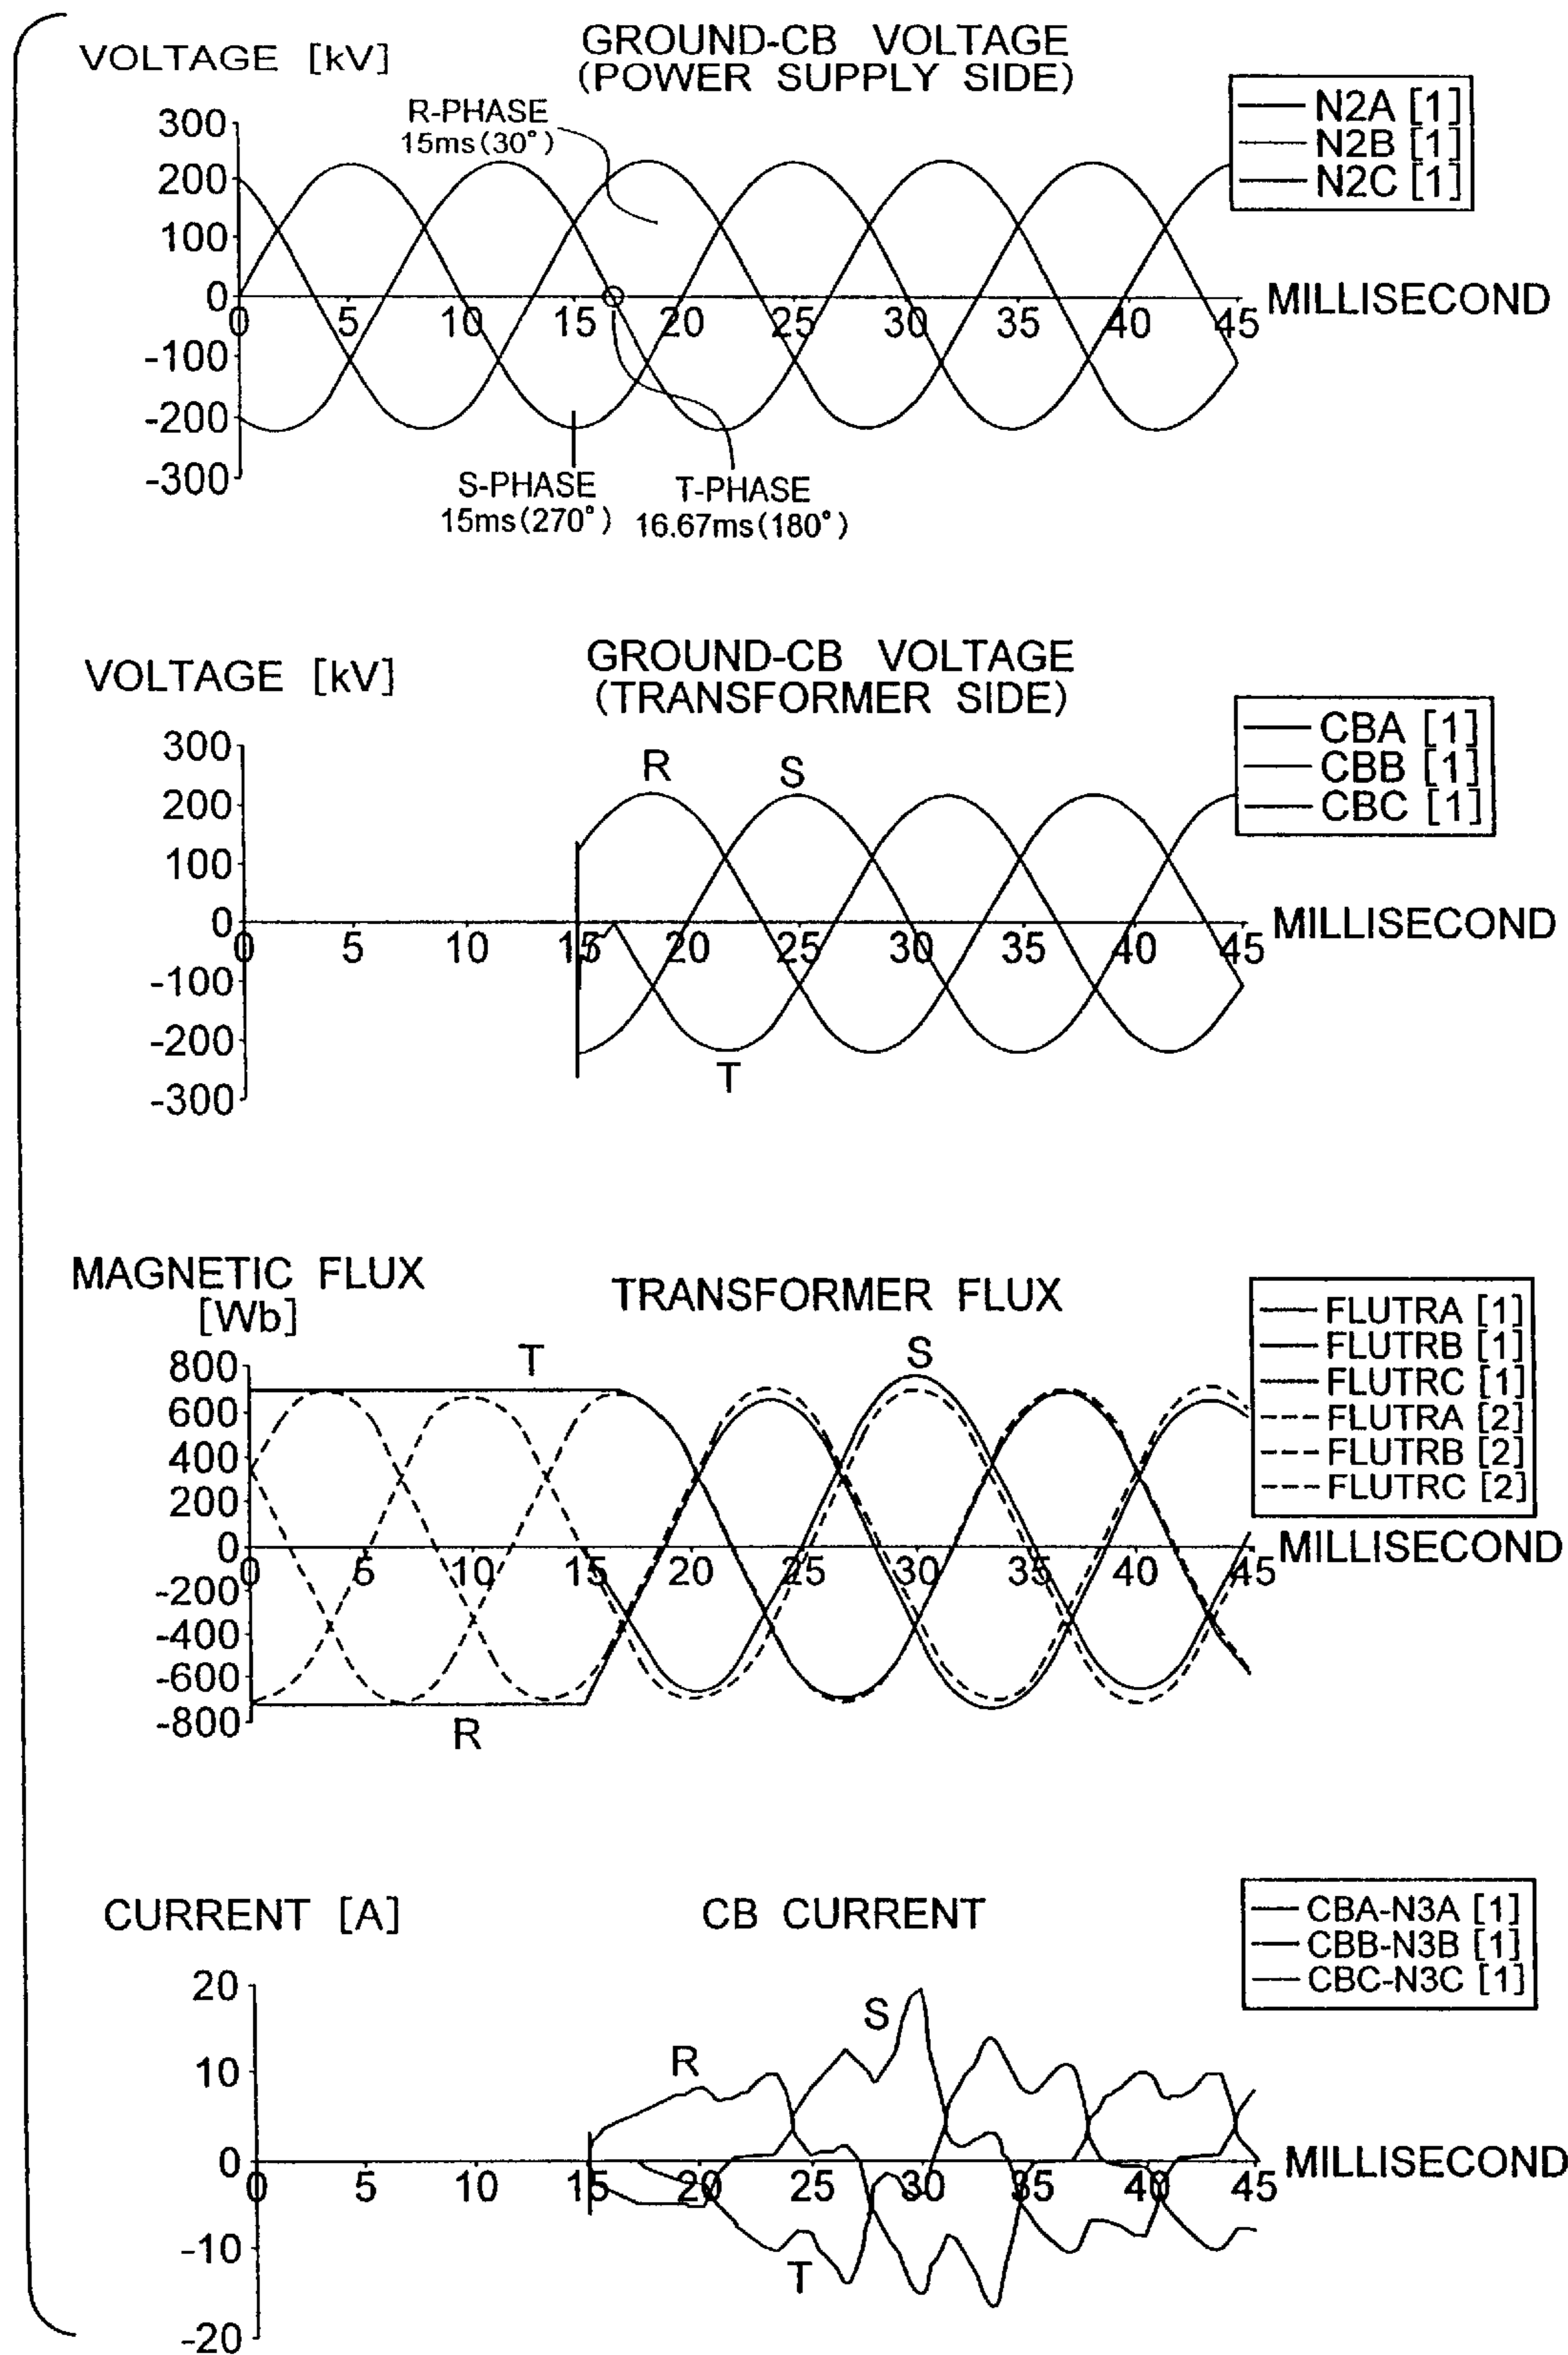 VOLTAGE [kV]
GROUND-CB VOLTAGE
(POWER SUPPLY SIDE)
R-PHASE
15ms(30°)
N2A [1]
N2B [1]
N2C [1]
300
200
100
0
-100
-200
-300
0 5 10 15 20 25 30 35 40 45
MILLISECOND
S-PHASE
15ms(270°)
T-PHASE
16.67ms(180°)
VOLTAGE [kV]
GROUND-CB VOLTAGE
(TRANSFORMER SIDE)
CBA [1]
CBB [1]
CBC [1]
300
200
100
0
-100
-200
-300
R
S
T
0 5 10 15 20 25 30 35 40 45
MILLISECOND
MAGNETIC FLUX
[Wb]
TRANSFORMER FLUX
FLUTRA [1]
FLUTRB [1]
FLUTRC [1]
FLUTRA [2]
FLUTRB [2]
FLUTRC [2]
800
600
400
200
0
-200
-400
-600
-800
T
S
R
0 5 10 15 20 25 30 35 40 45
MILLISECOND
CURRENT [A]
CB CURRENT
CBA-N3A [1]
CBB-N3B [1]
CBC-N3C [1]
20
10
0
-10
-20
R
S
T
0 5 10 15 20 25 30 35 40 45
MILLISECOND